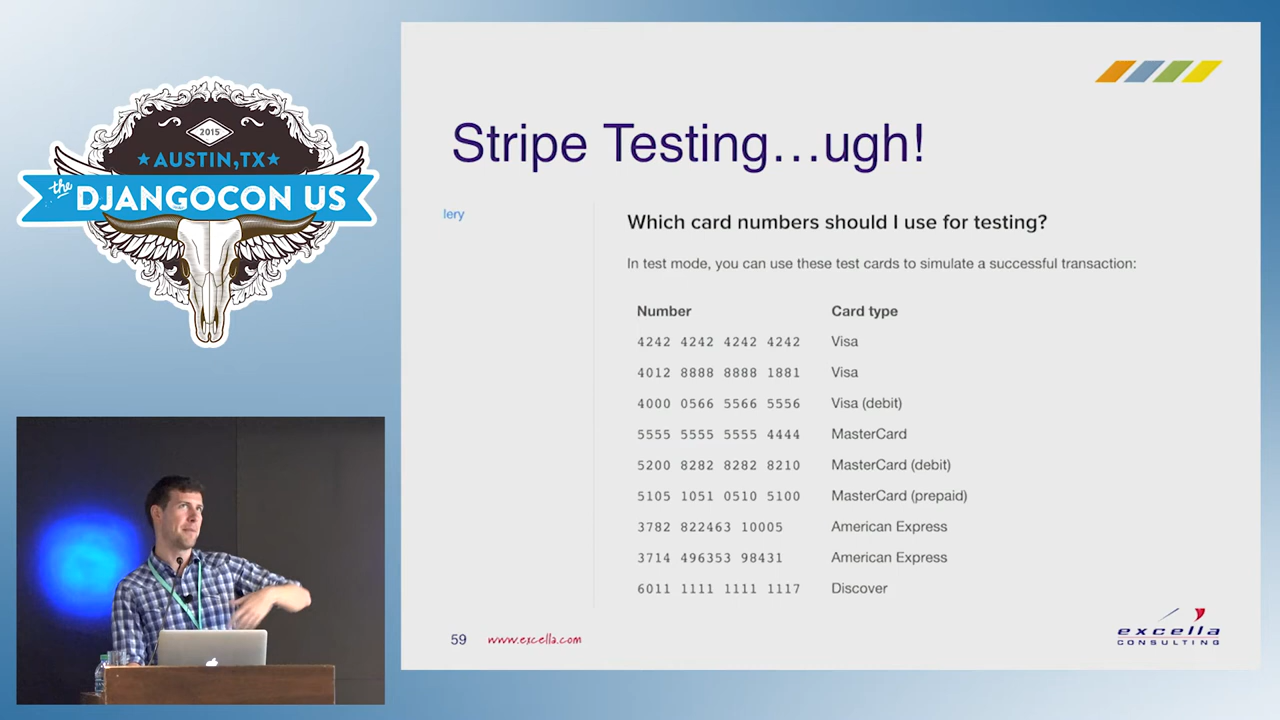 2015
★AUSTIN,TX★
the
DJANGOCON US
Stripe Testing...ugh!
lery
Which card numbers should I use for testing?
In test mode, you can use these test cards to simulate a successful transaction:
Number Card type
4242 4242 4242 4242 Visa
4012 8888 8888 1881 Visa
4000 0566 5566 5556 Visa (debit)
5555 5555 5555 4444 MasterCard
5200 8282 8282 8210 MasterCard (debit)
5105 1051 0510 5100 MasterCard (prepaid)
3782 822463 10005 American Express
3714 496353 98431 American Express
6011 1111 1111 1117 Discover
59 www.excella.com
excella
CONSULTING